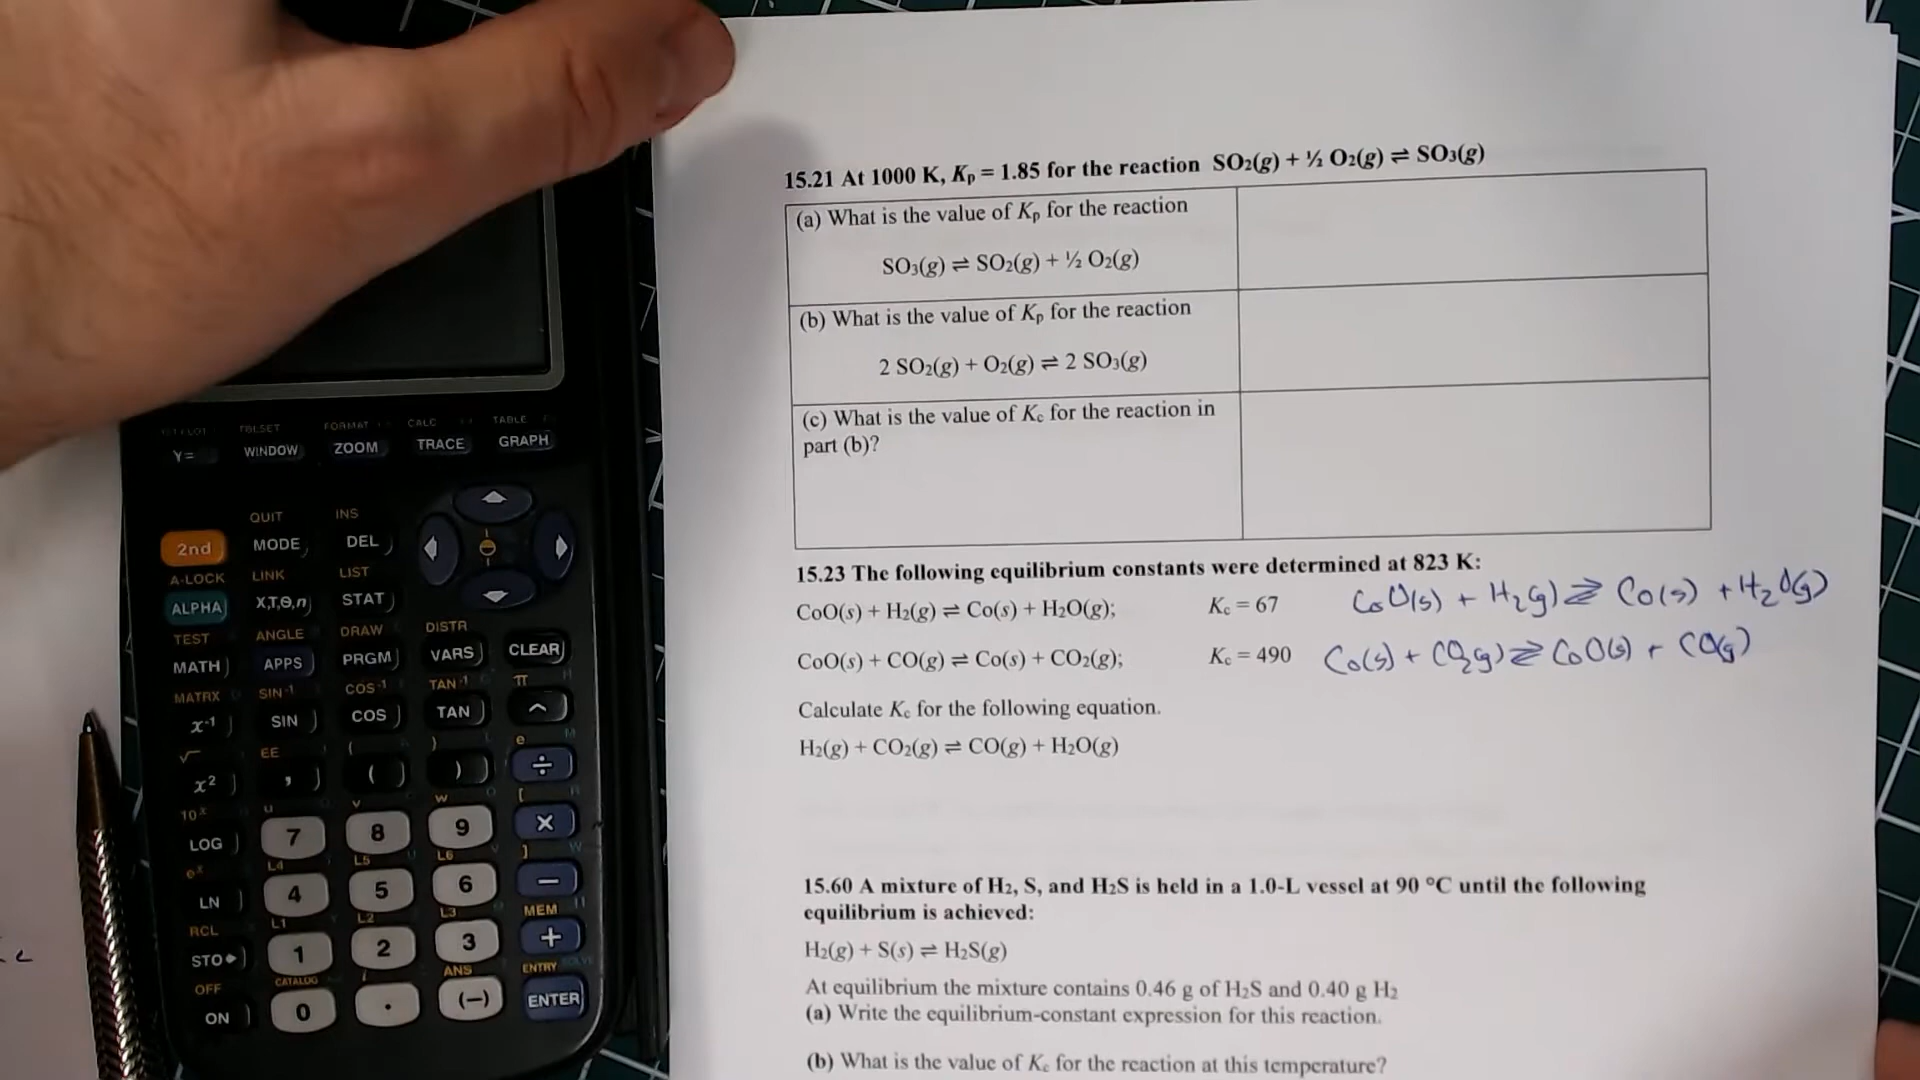 15.21 At 1000 K, Kp = 1.85 for the reaction SO₂(g) + ½ O₂(g) ⇌ SO₃(g)
(a) What is the value of Kp for the reaction
SO₃(g) ⇌ SO₂(g) + ½ O₂(g)
(b) What is the value of Kp for the reaction
2 SO₂(g) + O₂(g) ⇌ 2 SO₃(g)
(c) What is the value of Kc for the reaction in
part (b)?
15.23 The following equilibrium constants were determined at 823 K:
CoO(s) + H₂(g) ⇌ Co(s) + H₂O(g); Kc = 67 CoO(s) + H₂(g) ⇌ Co(s) + H₂O(g)
CoO(s) + CO(g) ⇌ Co(s) + CO₂(g); Kc = 490 Co(s) + CO₂(g) ⇌ CoO(s) + CO(g)
Calculate Kc for the following equation.
H₂(g) + CO₂(g) ⇌ CO(g) + H₂O(g)
15.60 A mixture of H₂, S, and H₂S is held in a 1.0-L vessel at 90 °C until the following
equilibrium is achieved:
H₂(g) + S(s) ⇌ H₂S(g)
At equilibrium the mixture contains 0.46 g of H₂S and 0.40 g H₂
(a) Write the equilibrium-constant expression for this reaction.
(b) What is the value of Kc for the reaction at this temperature?
TBLSET FORMAT CALC TABLE
Y= WINDOW ZOOM TRACE GRAPH
QUIT INS
2nd MODE DEL
A-LOCK LINK LIST
ALPHA X,T,θ,n STAT
TEST ANGLE DRAW DISTR
MATH APPS PRGM VARS CLEAR
MATRX SIN⁻¹ COS⁻¹ TAN⁻¹ π H
x⁻¹ SIN COS TAN ^
√ EE ( ) e M
x² , ( ) ÷
10ˣ u v w [ R
LOG 7 8 9 ×
eˣ L4 L5 L6 ] W
LN 4 5 6 −
RCL L1 L2 L3 MEM "
STO▸ 1 2 3 +
OFF CATALOG i ANS ENTRY SOLVE
ON 0 . (−) ENTER